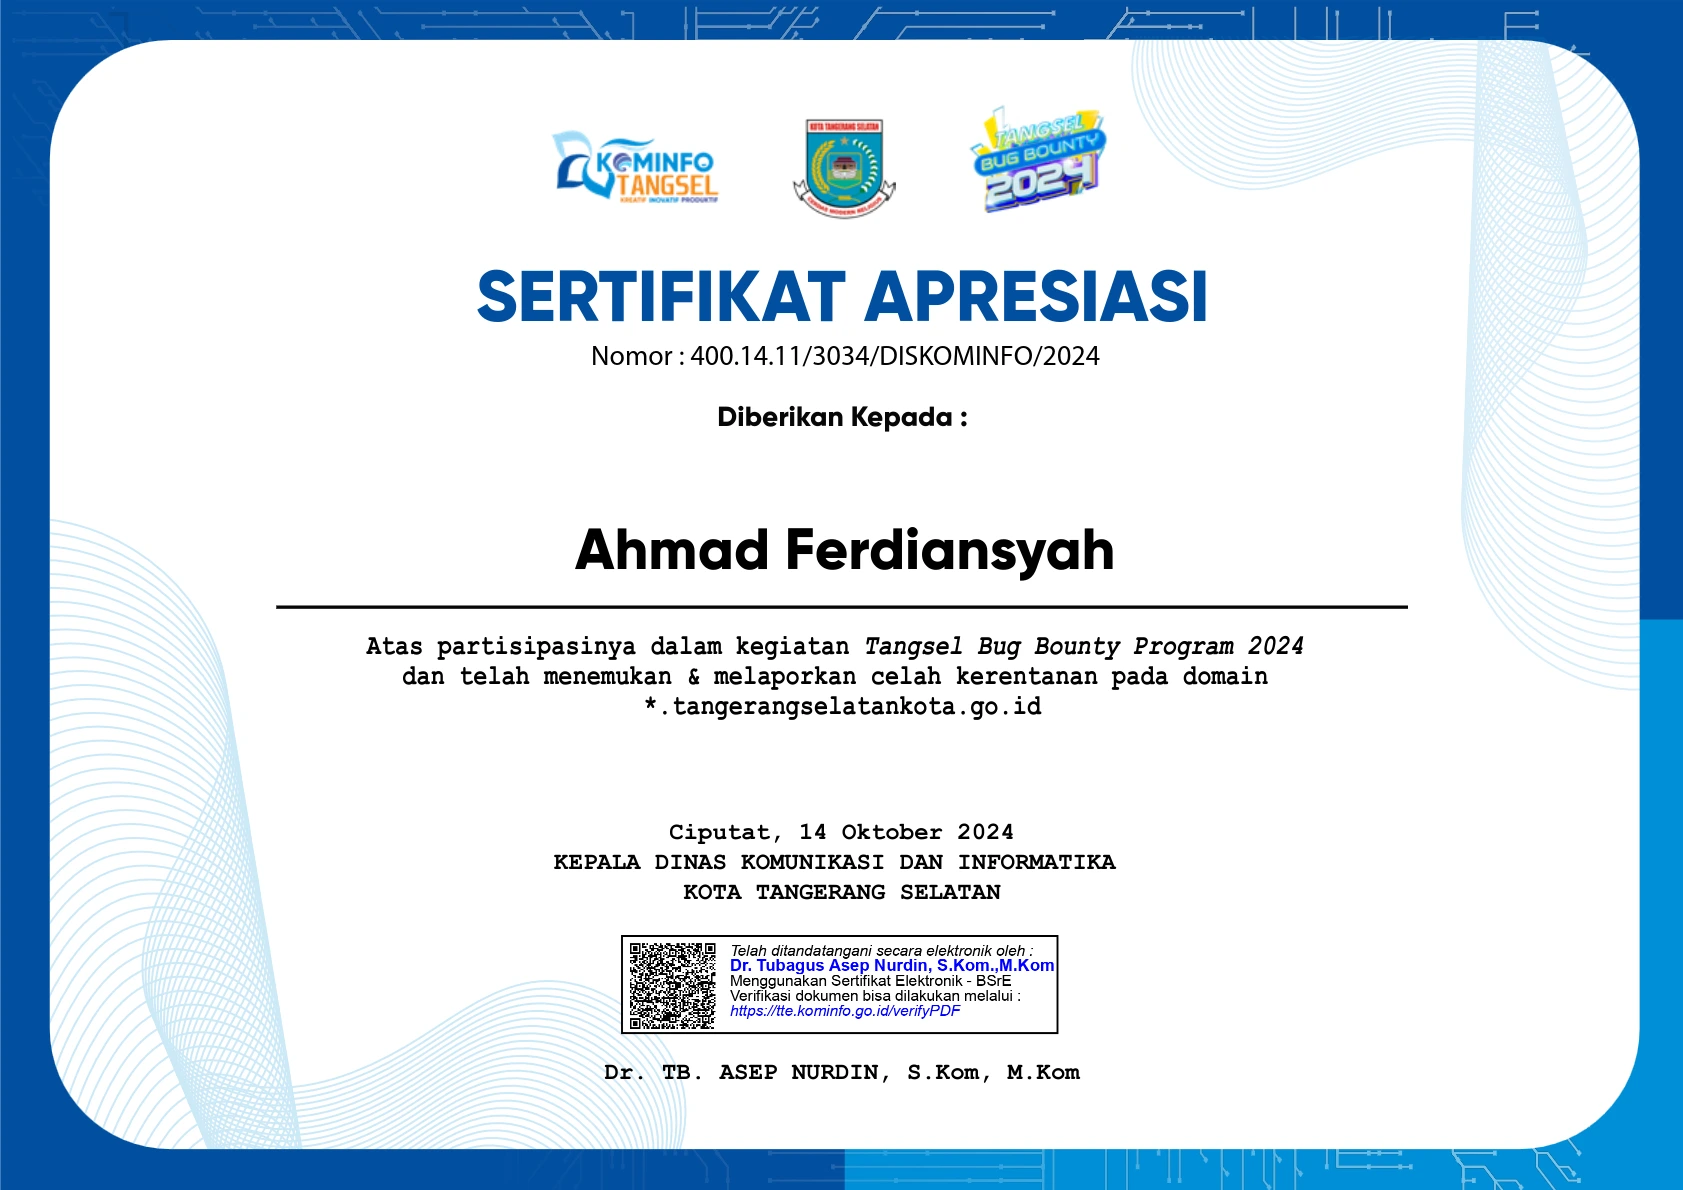 KOMINFO
TANGSEL
KREATIF INOVATIF PRODUKTIF
KOTA TANGERANG SELATAN
CERDAS MODERN RELIGIUS
TANGSEL
BUG BOUNTY
2024
SERTIFIKAT APRESIASI
Nomor : 400.14.11/3034/DISKOMINFO/2024
Diberikan Kepada :
Ahmad Ferdiansyah
Atas partisipasinya dalam kegiatan Tangsel Bug Bounty Program 2024
dan telah menemukan & melaporkan celah kerentanan pada domain
*.tangerangselatankota.go.id
Ciputat, 14 Oktober 2024
KEPALA DINAS KOMUNIKASI DAN INFORMATIKA
KOTA TANGERANG SELATAN
Telah ditandatangani secara elektronik oleh :
Dr. Tubagus Asep Nurdin, S.Kom.,M.Kom
Menggunakan Sertifikat Elektronik - BSrE
Verifikasi dokumen bisa dilakukan melalui :
https://tte.kominfo.go.id/verifyPDF
Dr. TB. ASEP NURDIN, S.Kom, M.Kom